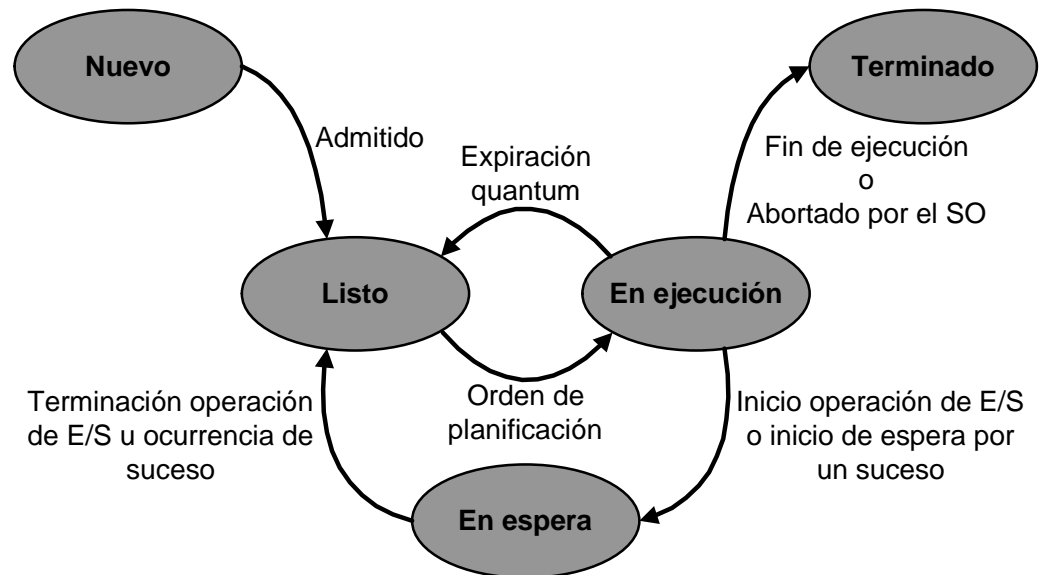 Nuevo
Terminado
Admitido
Expiración
quantum
Fin de ejecución
o
Abortado por el SO
Listo
En ejecución
Orden de
planificación
Terminación operación
de E/S u ocurrencia de
suceso
Inicio operación de E/S
o inicio de espera por
un suceso
En espera